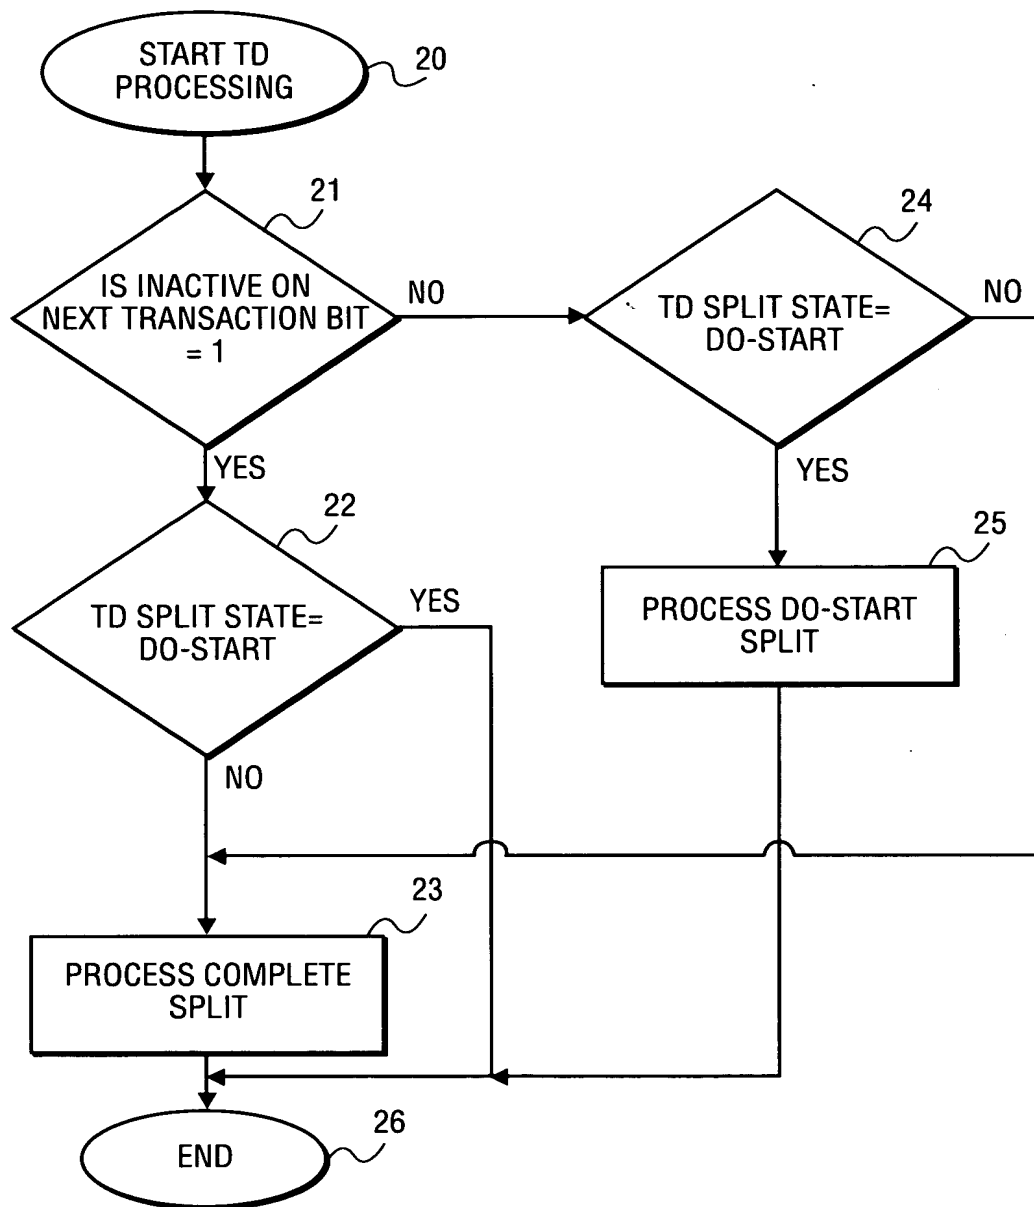 START TD
PROCESSING
20
21
IS INACTIVE ON
NEXT TRANSACTION BIT
= 1
NO
YES
24
TD SPLIT STATE=
DO-START
NO
YES
22
TD SPLIT STATE=
DO-START
YES
NO
25
PROCESS DO-START
SPLIT
23
PROCESS COMPLETE
SPLIT
END
26